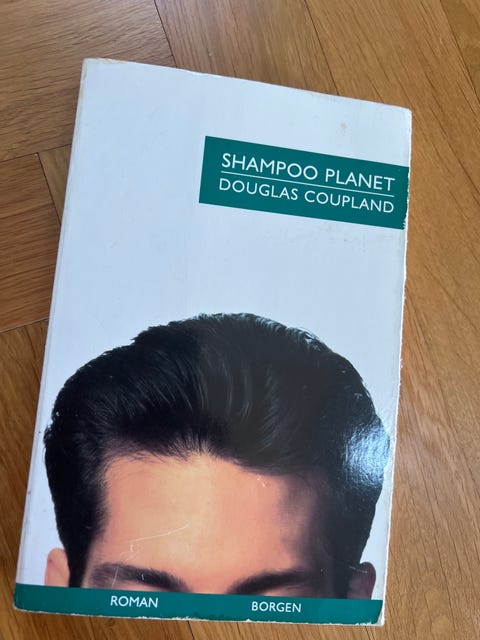 SHAMPOO PLANET
DOUGLAS COUPLAND
ROMAN BORGEN